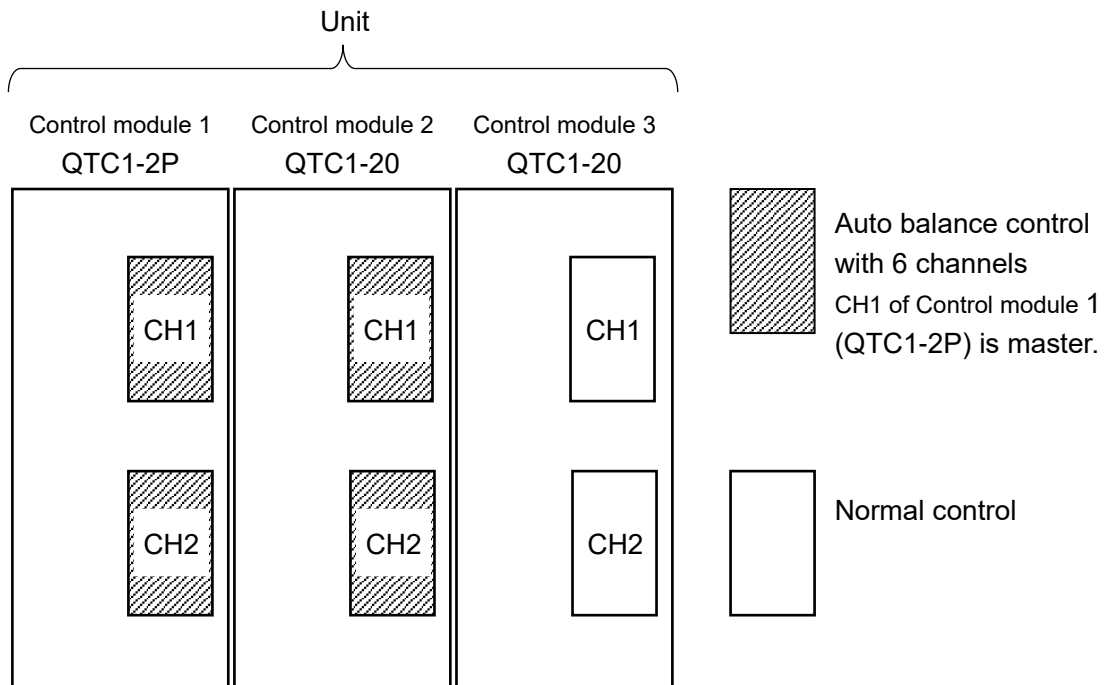 Unit
Control module 1 Control module 2 Control module 3
QTC1-2P QTC1-20 QTC1-20
Auto balance control
with 6 channels
CH1 of Control module 1
(QTC1-2P) is master.
CH1 CH1 CH1
CH2 CH2 CH2
Normal control